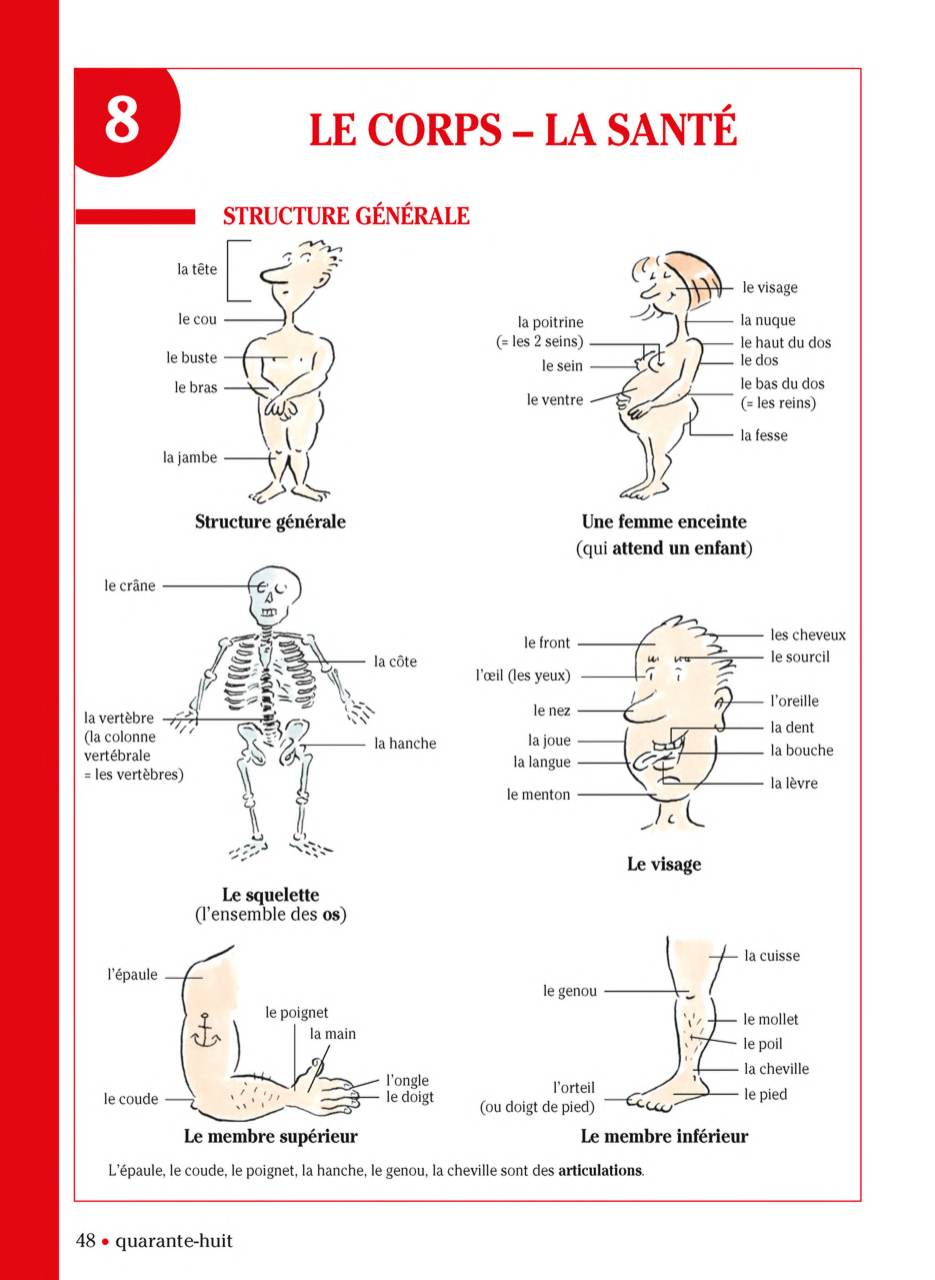 8
LE CORPS – LA SANTÉ
STRUCTURE GÉNÉRALE
la tête
le cou
le buste
le bras
la jambe
Structure générale
la poitrine
(= les 2 seins)
le sein
le ventre
le visage
la nuque
le haut du dos
le dos
le bas du dos
(= les reins)
la fesse
Une femme enceinte
(qui attend un enfant)
le crâne
la côte
la vertèbre
(la colonne
vertébrale
= les vertèbres)
la hanche
Le squelette
(l'ensemble des os)
le front
l'œil (les yeux)
le nez
la joue
la langue
le menton
les cheveux
le sourcil
l'oreille
la dent
la bouche
la lèvre
Le visage
l'épaule
le poignet
la main
l'ongle
le doigt
le coude
Le membre supérieur
la cuisse
le genou
le mollet
le poil
la cheville
l'orteil
(ou doigt de pied)
le pied
Le membre inférieur
L'épaule, le coude, le poignet, la hanche, le genou, la cheville sont des articulations.
48 • quarante-huit